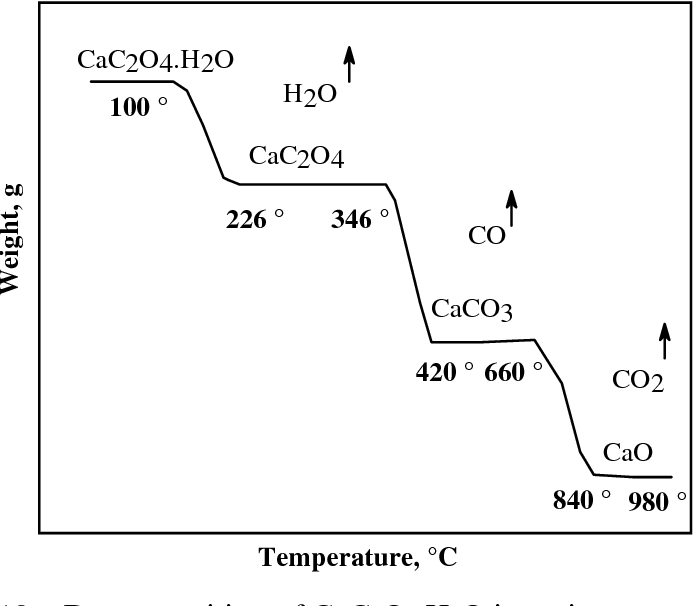 CaC2O4.H2O
100 °
H2O
CaC2O4
226 ° 346 °
CO
CaCO3
420 ° 660 °
CO2
CaO
840 ° 980 °
Weight, g
Temperature, °C